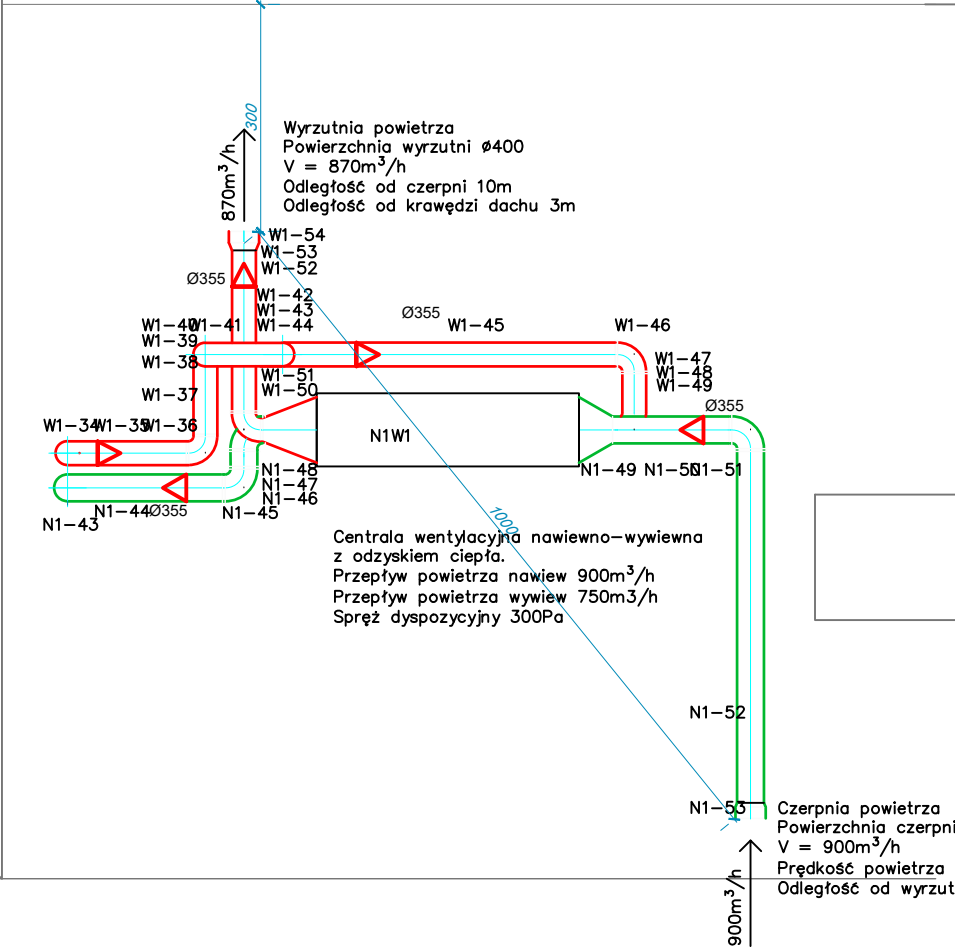 300
870m³/h
Wyrzutnia powietrza
Powierzchnia wyrzutni ø400
V = 870m³/h
Odległość od czerpni 10m
Odległość od krawędzi dachu 3m
W1-54
W1-53
W1-52
Ø355
W1-42
W1-43
W1-44
Ø355
W1-40
W1-41
W1-45
W1-46
W1-39
W1-38
W1-47
W1-48
W1-49
W1-51
W1-50
W1-37
Ø355
W1-34
W1-35
W1-36
N1W1
N1-48
N1-47
N1-46
N1-49
N1-50
N1-51
N1-43
N1-44
Ø355
N1-45
1000
Centrala wentylacyjna nawiewno-wywiewna
z odzyskiem ciepła.
Przepływ powietrza nawiew 900m³/h
Przepływ powietrza wywiew 750m3/h
Spręż dyspozycyjny 300Pa
N1-52
N1-53
Czerpnia powietrza
Powierzchnia czerpni
V = 900m³/h
Prędkość powietrza
Odległość od wyrzut
900m³/h